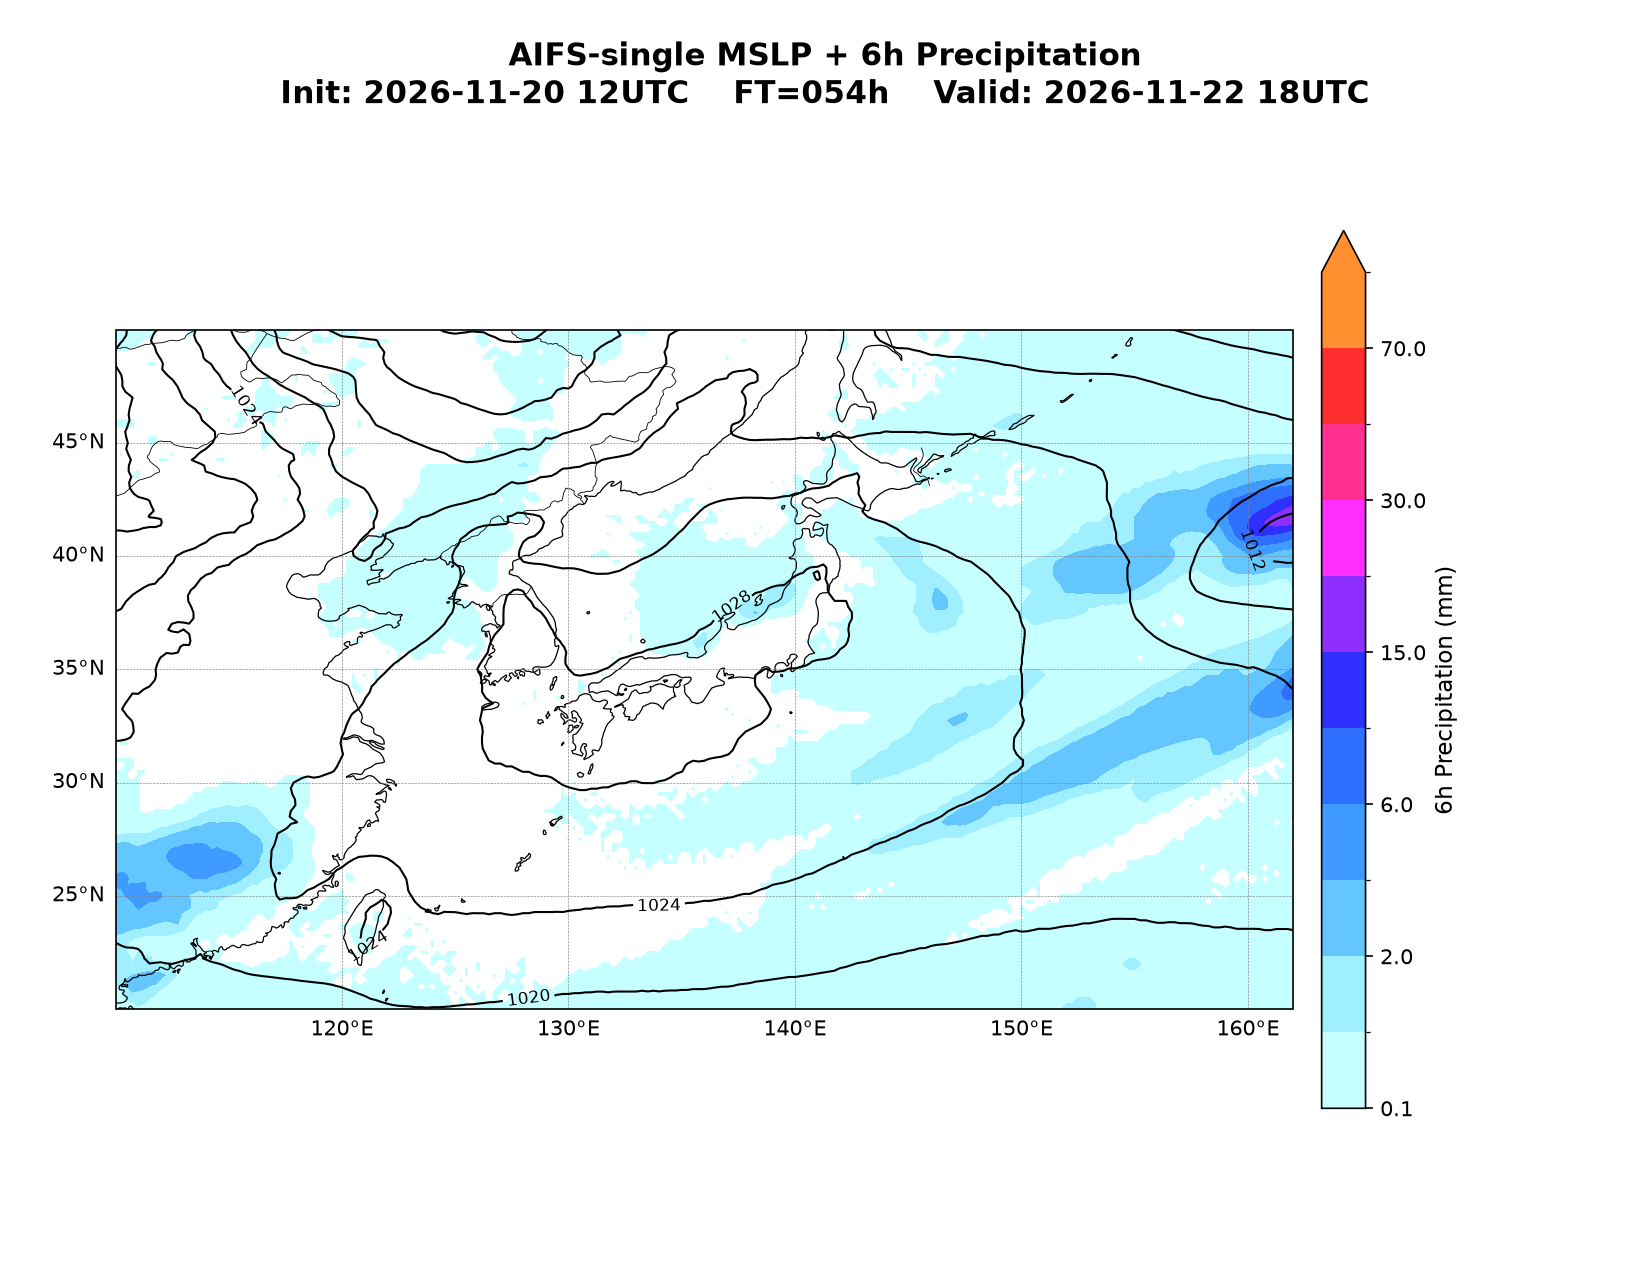 AIFS-single MSLP + 6h Precipitation
Init: 2026-11-20 12UTC    FT=054h    Valid: 2026-11-22 18UTC
70.0
30.0
15.0
6.0
2.0
0.1
6h Precipitation (mm)
45°N
40°N
35°N
30°N
25°N
1024
1012
1028
1024
024
1020
120°E
130°E
140°E
150°E
160°E